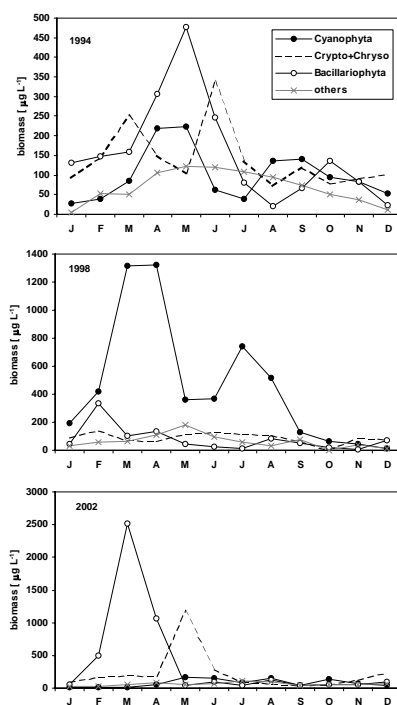 1994
Cyanophyta
Crypto+Chryso
Bacillariophyta
others
biomass [ µg L-1]
500
450
400
350
300
250
200
150
100
50
0
J F M A M J J A S O N D
1998
biomass [ µg L-1]
1400
1200
1000
800
600
400
200
0
J F M A M J J A S O N D
2002
biomass [ µg L-1]
3000
2500
2000
1500
1000
500
0
J F M A M J J A S O N D